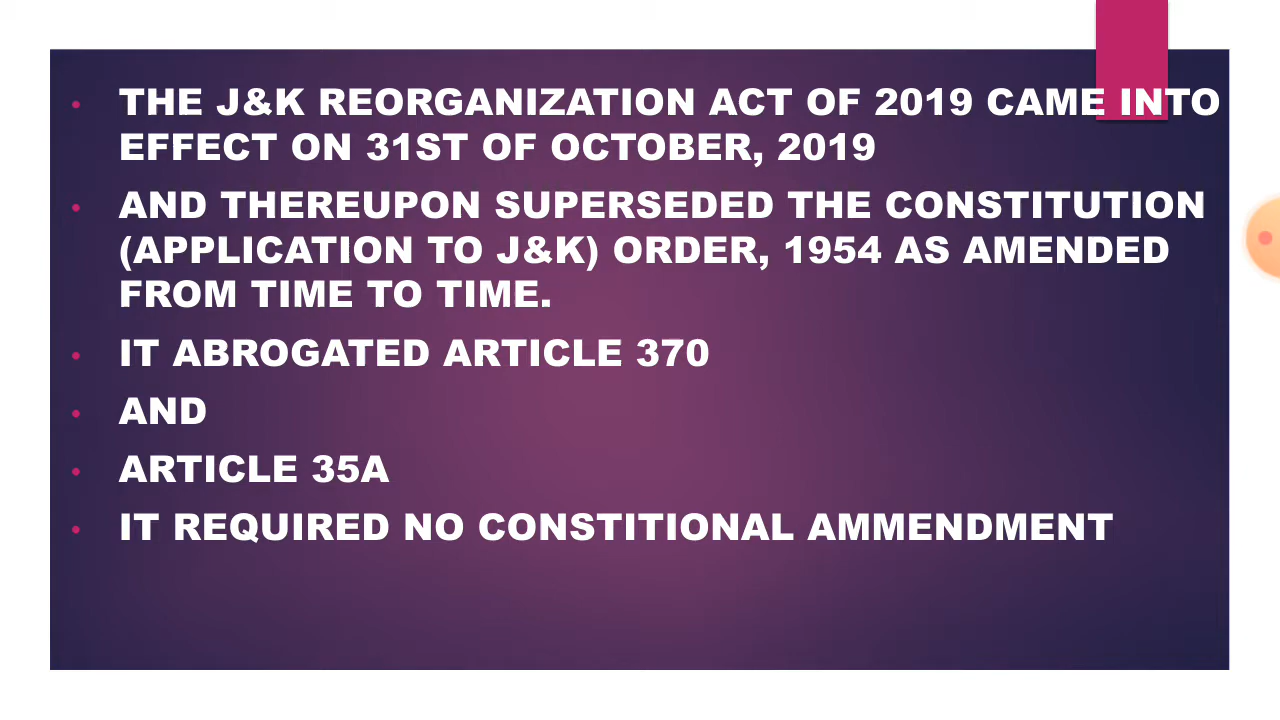 THE J&K REORGANIZATION ACT OF 2019 CAME INTO
EFFECT ON 31ST OF OCTOBER, 2019
AND THEREUPON SUPERSEDED THE CONSTITUTION
(APPLICATION TO J&K) ORDER, 1954 AS AMENDED
FROM TIME TO TIME.
IT ABROGATED ARTICLE 370
AND
ARTICLE 35A
IT REQUIRED NO CONSTITIONAL AMMENDMENT